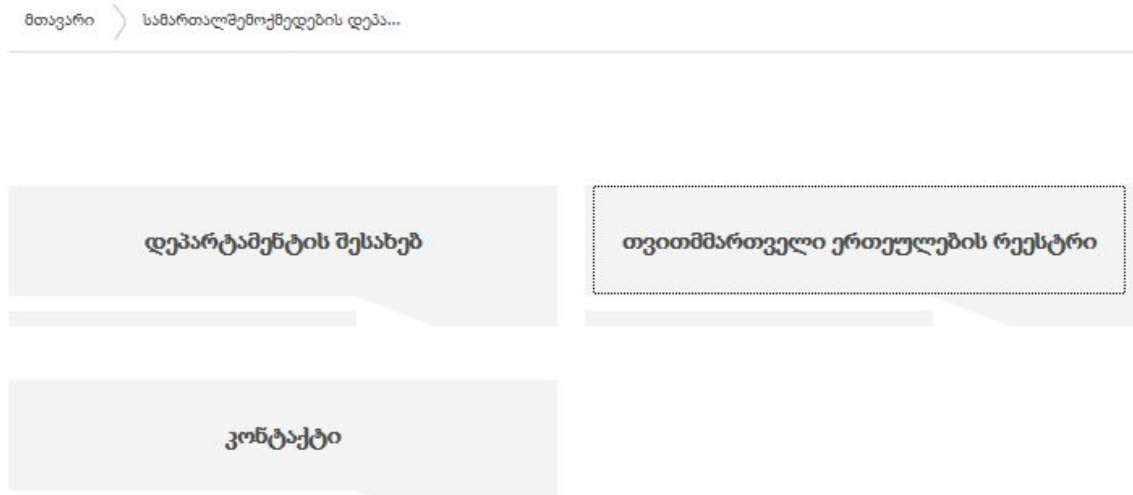 მთავარი
სამართალშემოქმედების დეპა...
დეპარტამენტის შესახებ
თვითმმართველი ერთეულების რეესტრი
კონტაქტი